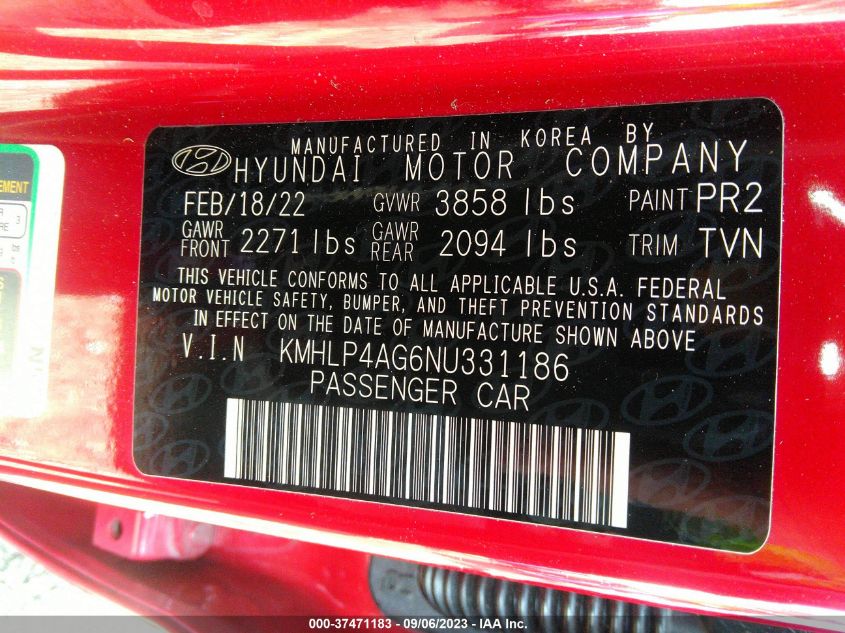 MANUFACTURED IN KOREA BY
HYUNDAI MOTOR COMPANY
FEB/18/22 GVWR 3858 lbs PAINT PR2
GAWR FRONT 2271 lbs GAWR REAR 2094 lbs TRIM TVN
THIS VEHICLE CONFORMS TO ALL APPLICABLE U.S.A. FEDERAL
MOTOR VEHICLE SAFETY, BUMPER, AND THEFT PREVENTION STANDARDS
IN EFFECT ON THE DATE OF MANUFACTURE SHOWN ABOVE
V.I.N KMHLP4AG6NU331186
PASSENGER CAR
EMENT
3
000-37471183 - 09/06/2023 - IAA Inc.